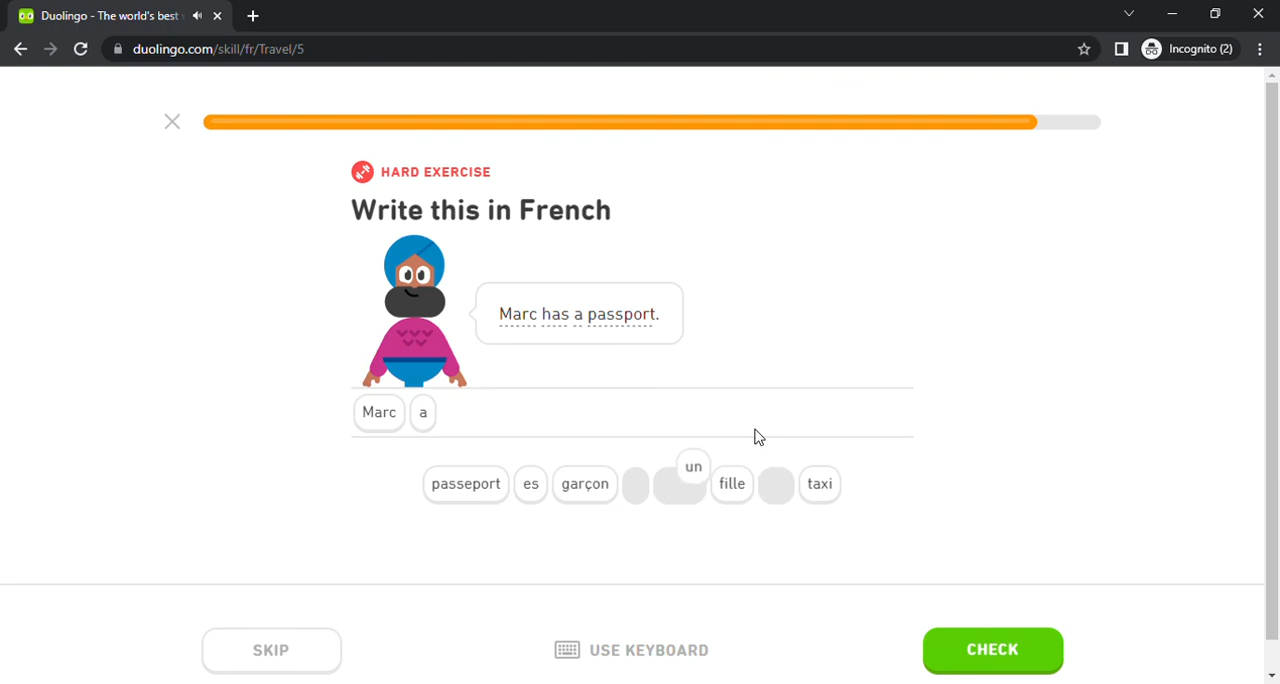 Duolingo - The world's best
duolingo.com/skill/fr/Travel/5
Incognito (2)
HARD EXERCISE
Write this in French
Marc has a passport.
Marc a
un
passeport es garçon fille taxi
SKIP USE KEYBOARD CHECK